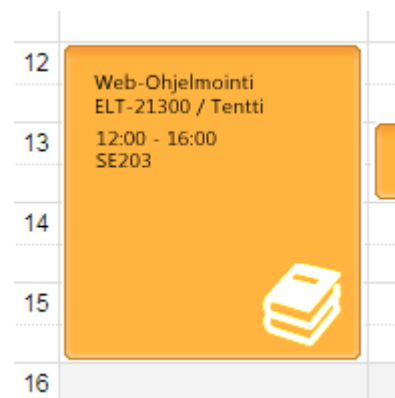 12
Web-Ohjelmointi
ELT-21300 / Tentti
12:00 - 16:00
SE203
13
14
15
16